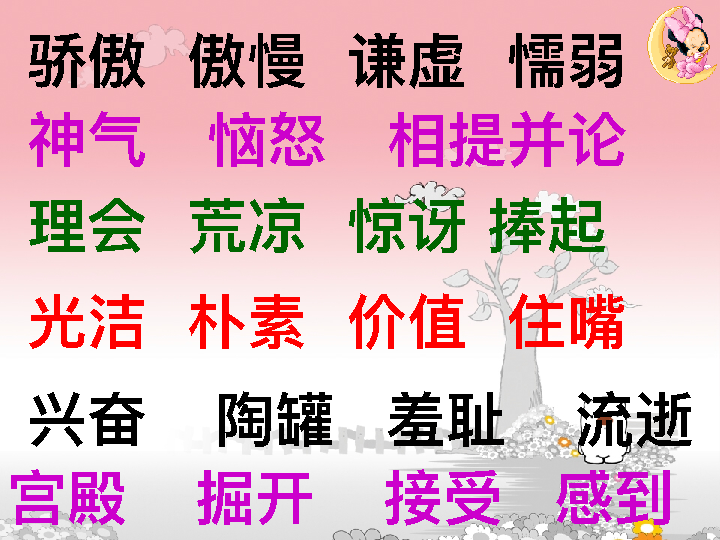 骄傲 傲慢 谦虚 懦弱
神气 恼怒 相提并论
理会 荒凉 惊讶 捧起
光洁 朴素 价值 住嘴
兴奋 陶罐 羞耻 流逝
宫殿 掘开 接受 感到